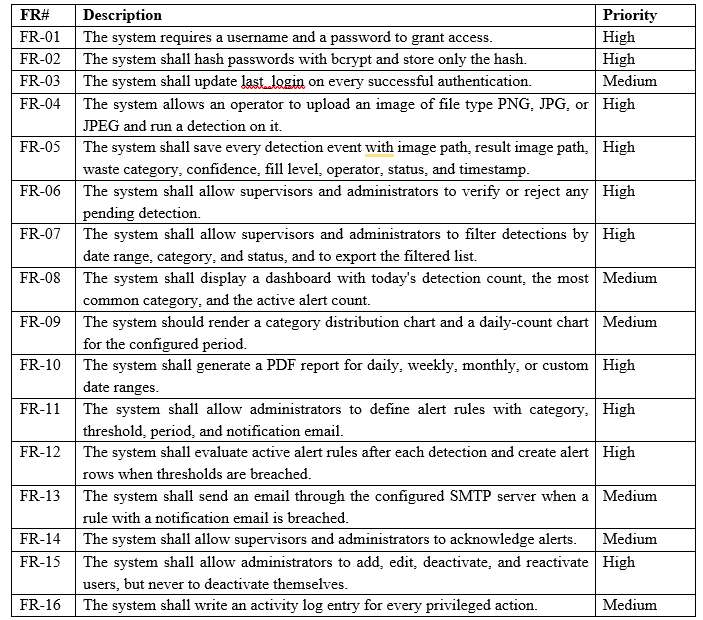 FR# Description Priority
FR-01 The system requires a username and a password to grant access. High
FR-02 The system shall hash passwords with bcrypt and store only the hash. High
FR-03 The system shall update last_login on every successful authentication. Medium
FR-04 The system allows an operator to upload an image of file type PNG, JPG, or High
JPEG and run a detection on it.
FR-05 The system shall save every detection event with image path, result image path, High
waste category, confidence, fill level, operator, status, and timestamp.
FR-06 The system shall allow supervisors and administrators to verify or reject any High
pending detection.
FR-07 The system shall allow supervisors and administrators to filter detections by High
date range, category, and status, and to export the filtered list.
FR-08 The system shall display a dashboard with today's detection count, the most Medium
common category, and the active alert count.
FR-09 The system should render a category distribution chart and a daily-count chart Medium
for the configured period.
FR-10 The system shall generate a PDF report for daily, weekly, monthly, or custom High
date ranges.
FR-11 The system shall allow administrators to define alert rules with category, High
threshold, period, and notification email.
FR-12 The system shall evaluate active alert rules after each detection and create alert High
rows when thresholds are breached.
FR-13 The system shall send an email through the configured SMTP server when a Medium
rule with a notification email is breached.
FR-14 The system shall allow supervisors and administrators to acknowledge alerts. Medium
FR-15 The system shall allow administrators to add, edit, deactivate, and reactivate High
users, but never to deactivate themselves.
FR-16 The system shall write an activity log entry for every privileged action. Medium